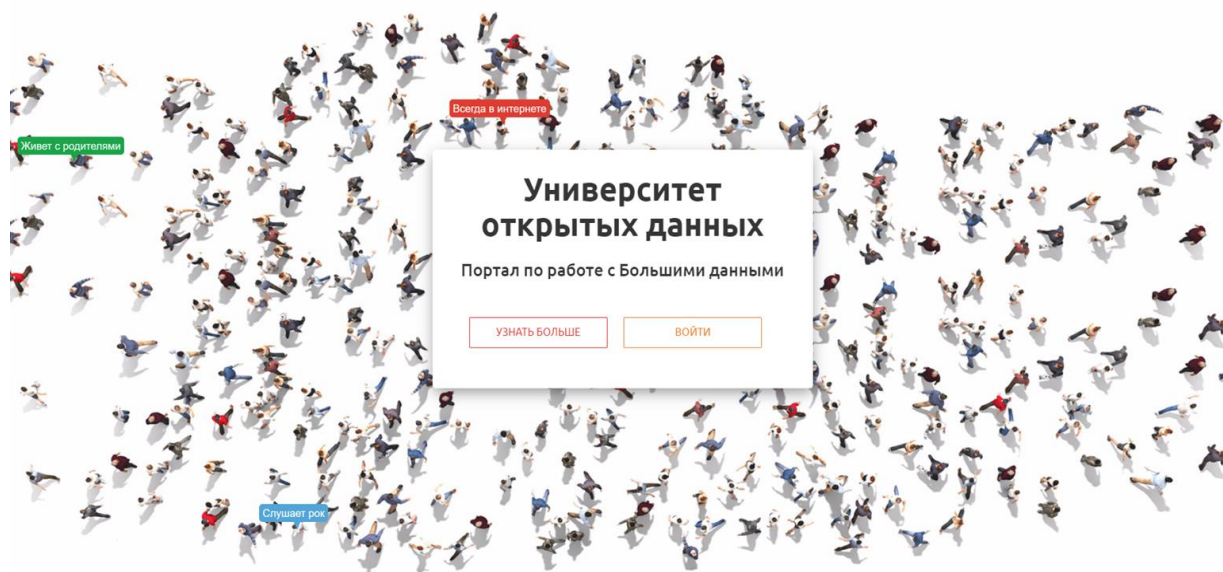 Всегда в интернете
Живет с родителями
Университет
открытых данных
Портал по работе с Большими данными
УЗНАТЬ БОЛЬШЕ
ВОЙТИ
Слушает рок